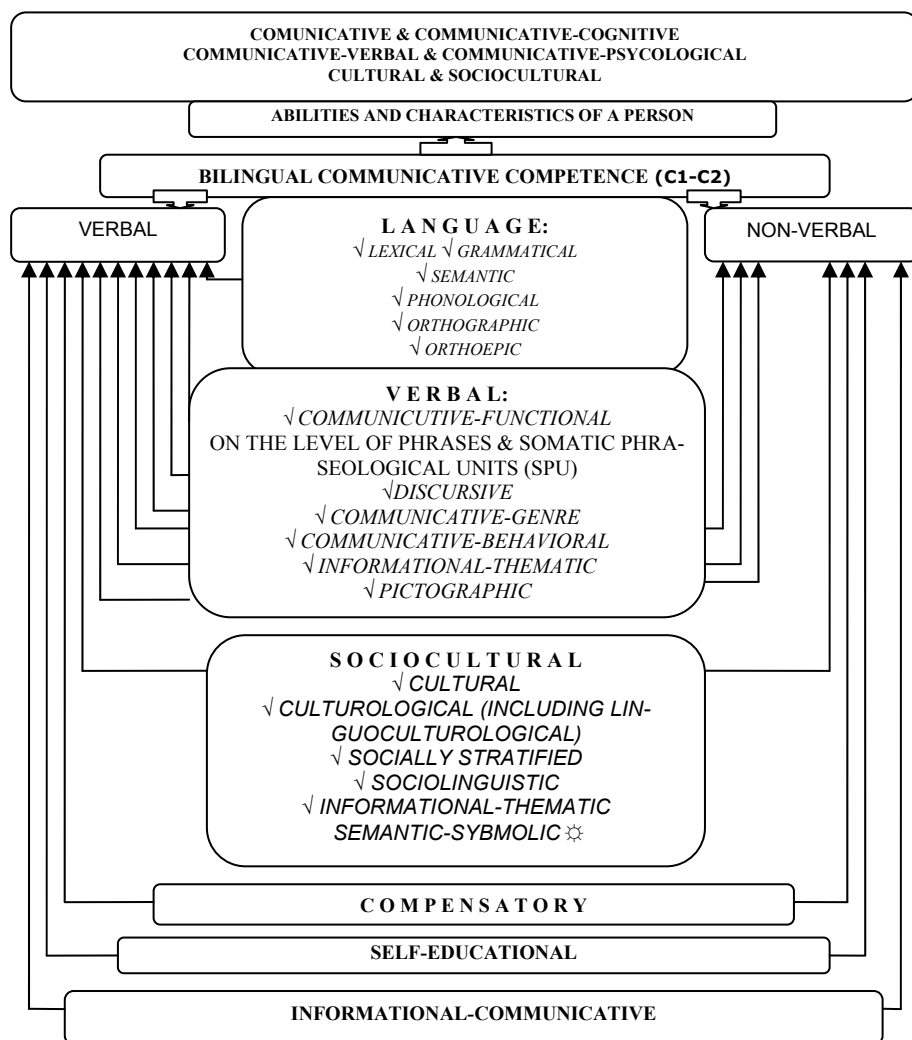 COMUNICATIVE & COMMUNICATIVE-COGNITIVE
COMMUNICATIVE-VERBAL & COMMUNICATIVE-PSYCOLOGICAL
CULTURAL & SOCIOCULTURAL
ABILITIES AND CHARACTERISTICS OF A PERSON
BILINGUAL COMMUNICATIVE COMPETENCE (C1-C2)
VERBAL
NON-VERBAL
L A N G U A G E:
√ LEXICAL √ GRAMMATICAL
√ SEMANTIC
√ PHONOLOGICAL
√ ORTHOGRAPHIC
√ ORTHOEPIC
V E R B A L:
√ COMMUNICUTIVE-FUNCTIONAL
ON THE LEVEL OF PHRASES & SOMATIC PHRA-
SEOLOGICAL UNITS (SPU)
√DISCURSIVE
√ COMMUNICATIVE-GENRE
√ COMMUNICATIVE-BEHAVIORAL
√ INFORMATIONAL-THEMATIC
√ PICTOGRAPHIC
S O C I O C U L T U R A L
√ CULTURAL
√ CULTUROLOGICAL (INCLUDING LIN-
GUOCULTUROLOGICAL)
√ SOCIALLY STRATIFIED
√ SOCIOLINGUISTIC
√ INFORMATIONAL-THEMATIC
SEMANTIC-SYBMOLIC ☼
C O M P E N S A T O R Y
SELF-EDUCATIONAL
INFORMATIONAL-COMMUNICATIVE